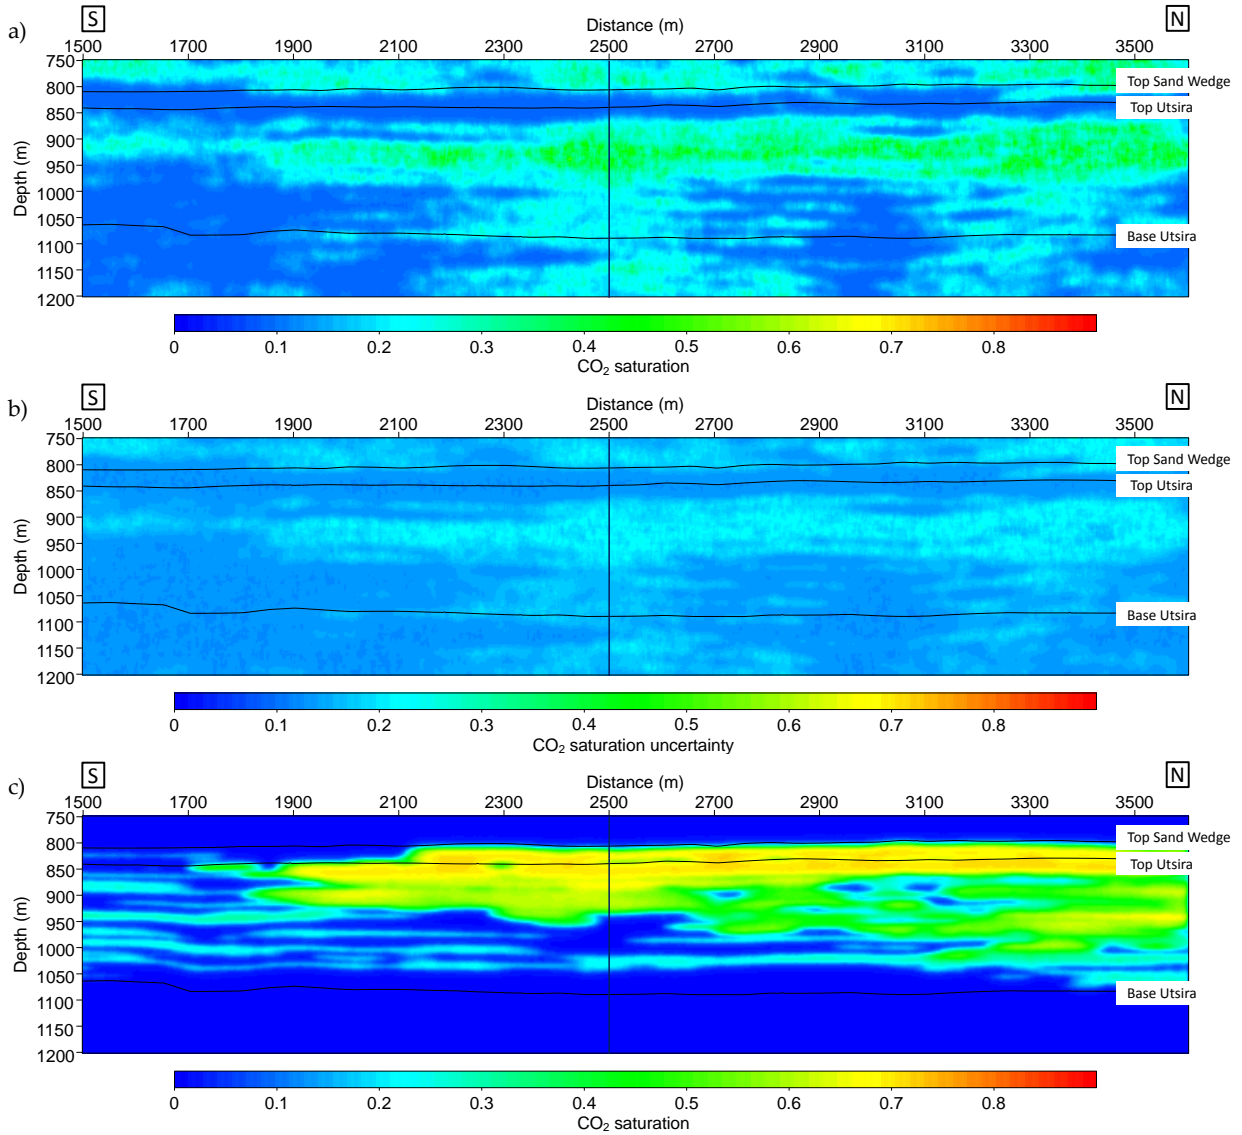 a)
S
Distance (m)
N
1500 1700 1900 2100 2300 2500 2700 2900 3100 3300 3500
Depth (m)
750
800
850
900
950
1000
1050
1100
1150
1200
Top Sand Wedge
Top Utsira
Base Utsira
0 0.1 0.2 0.3 0.4 0.5 0.6 0.7 0.8
CO₂ saturation
b)
S
Distance (m)
N
1500 1700 1900 2100 2300 2500 2700 2900 3100 3300 3500
Depth (m)
750
800
850
900
950
1000
1050
1100
1150
1200
Top Sand Wedge
Top Utsira
Base Utsira
0 0.1 0.2 0.3 0.4 0.5 0.6 0.7 0.8
CO₂ saturation uncertainty
c)
S
Distance (m)
N
1500 1700 1900 2100 2300 2500 2700 2900 3100 3300 3500
Depth (m)
750
800
850
900
950
1000
1050
1100
1150
1200
Top Sand Wedge
Top Utsira
Base Utsira
0 0.1 0.2 0.3 0.4 0.5 0.6 0.7 0.8
CO₂ saturation